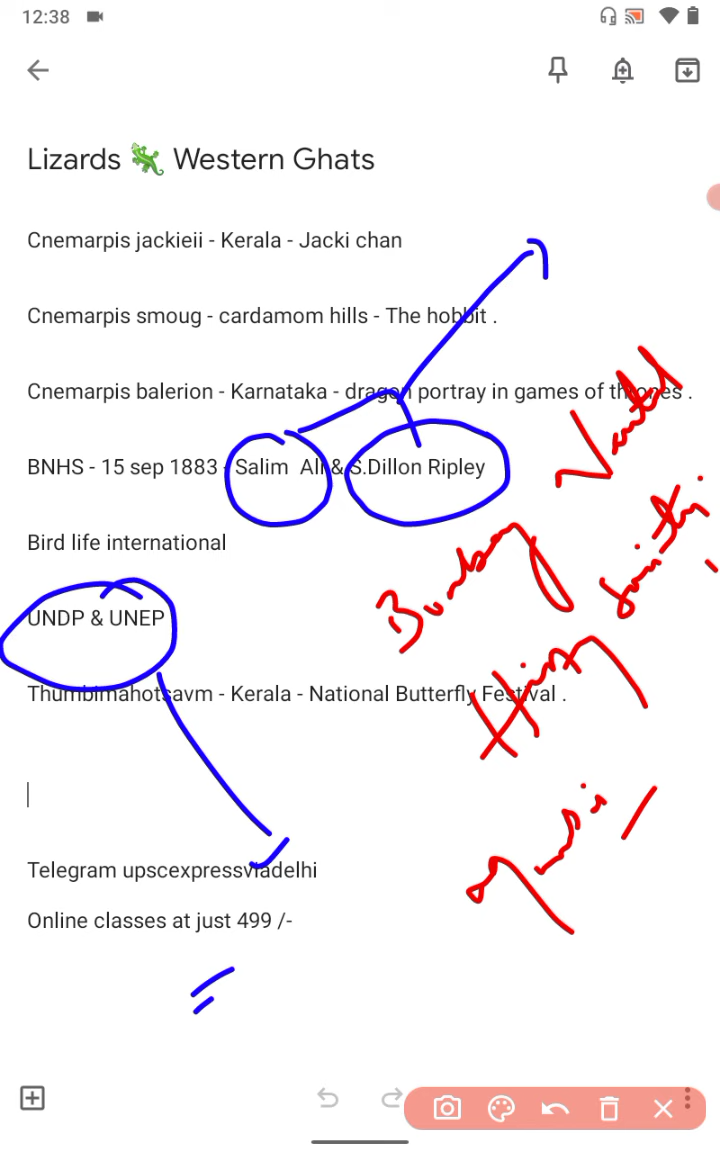 12:38
Lizards 🦎 Western Ghats
Cnemarpis jackieii - Kerala - Jacki chan
Cnemarpis smoug - cardamom hills - The hobbit .
Cnemarpis balerion - Karnataka - dragon portray in games of thrones .
BNHS - 15 sep 1883 - Salim Ali & S.Dillon Ripley
Bird life international
UNDP & UNEP
Thumbimahotsavm - Kerala - National Butterfly Festival .
Telegram upscexpressviadelhi
Online classes at just 499 /-